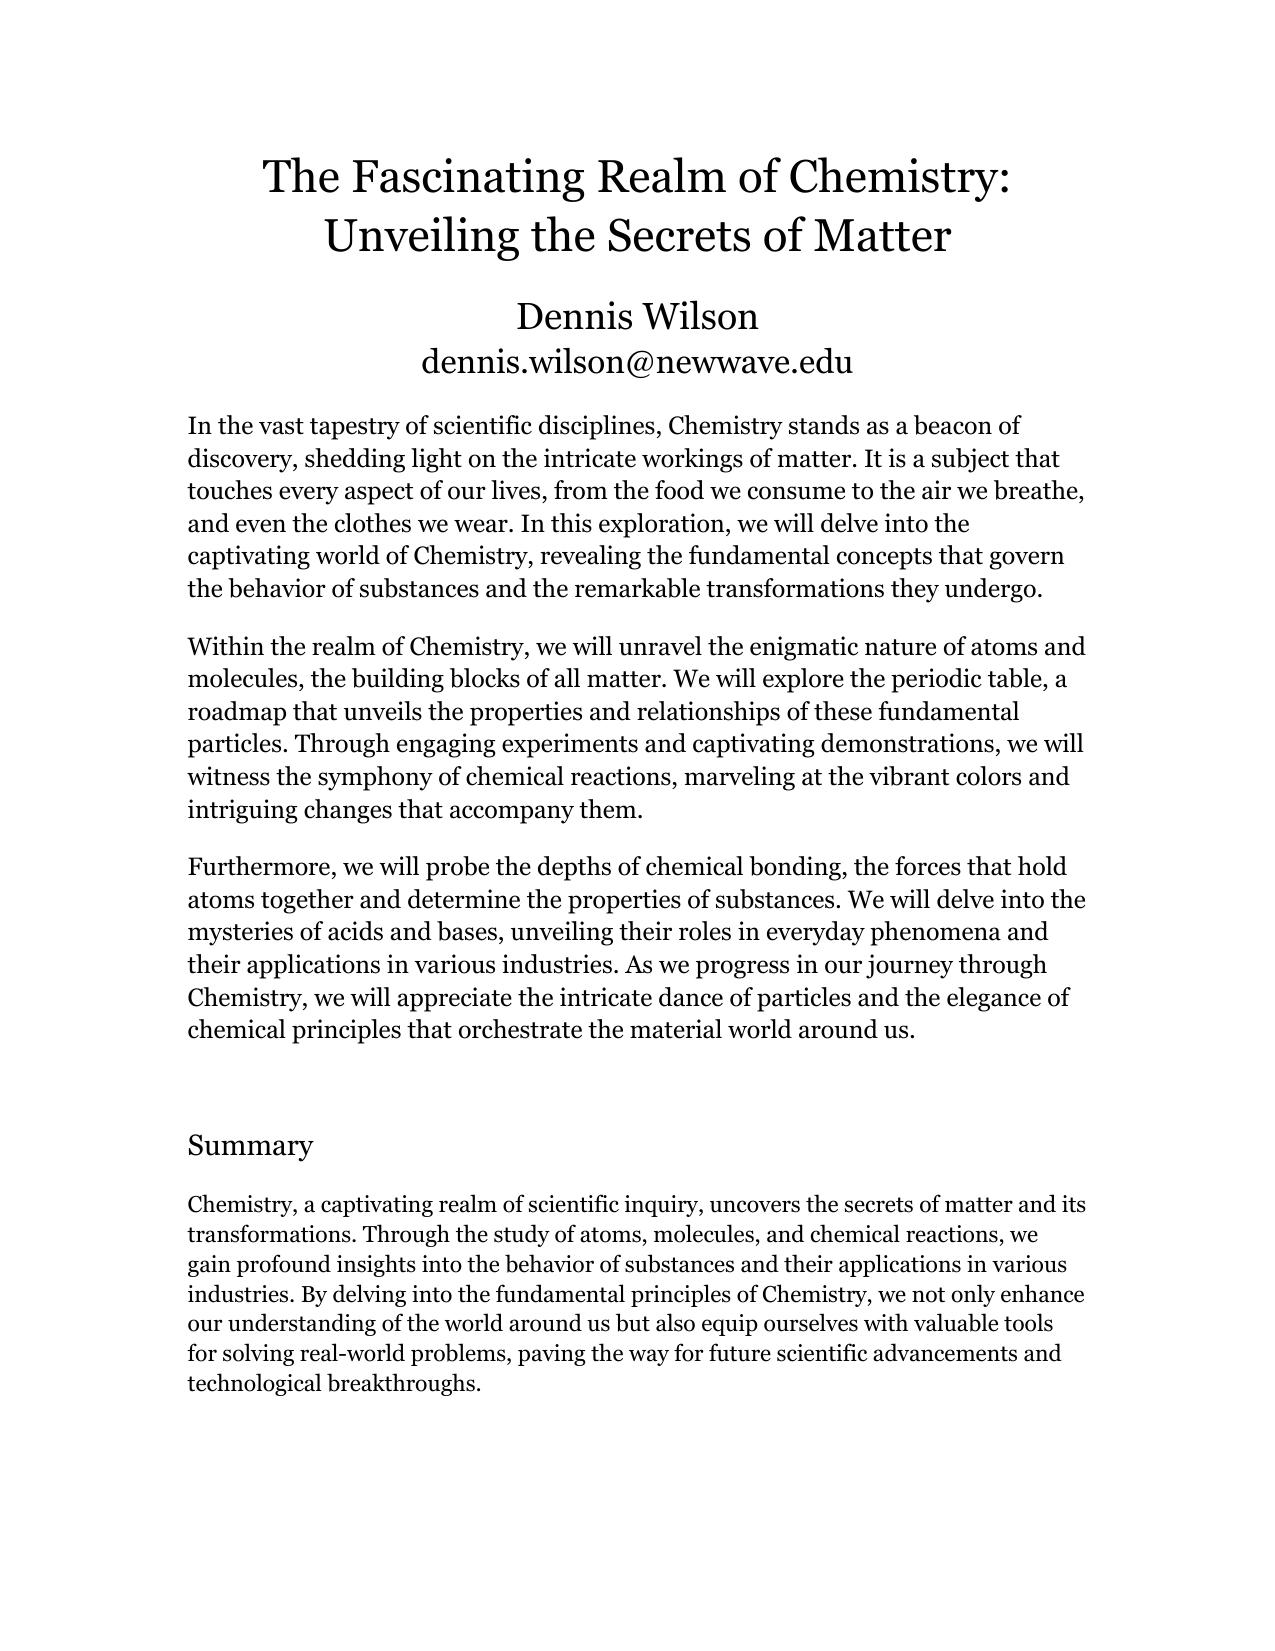 The Fascinating Realm of Chemistry:
Unveiling the Secrets of Matter
Dennis Wilson
dennis.wilson@newwave.edu
In the vast tapestry of scientific disciplines, Chemistry stands as a beacon of
discovery, shedding light on the intricate workings of matter. It is a subject that
touches every aspect of our lives, from the food we consume to the air we breathe,
and even the clothes we wear. In this exploration, we will delve into the
captivating world of Chemistry, revealing the fundamental concepts that govern
the behavior of substances and the remarkable transformations they undergo.
Within the realm of Chemistry, we will unravel the enigmatic nature of atoms and
molecules, the building blocks of all matter. We will explore the periodic table, a
roadmap that unveils the properties and relationships of these fundamental
particles. Through engaging experiments and captivating demonstrations, we will
witness the symphony of chemical reactions, marveling at the vibrant colors and
intriguing changes that accompany them.
Furthermore, we will probe the depths of chemical bonding, the forces that hold
atoms together and determine the properties of substances. We will delve into the
mysteries of acids and bases, unveiling their roles in everyday phenomena and
their applications in various industries. As we progress in our journey through
Chemistry, we will appreciate the intricate dance of particles and the elegance of
chemical principles that orchestrate the material world around us.
Summary
Chemistry, a captivating realm of scientific inquiry, uncovers the secrets of matter and its
transformations. Through the study of atoms, molecules, and chemical reactions, we
gain profound insights into the behavior of substances and their applications in various
industries. By delving into the fundamental principles of Chemistry, we not only enhance
our understanding of the world around us but also equip ourselves with valuable tools
for solving real-world problems, paving the way for future scientific advancements and
technological breakthroughs.